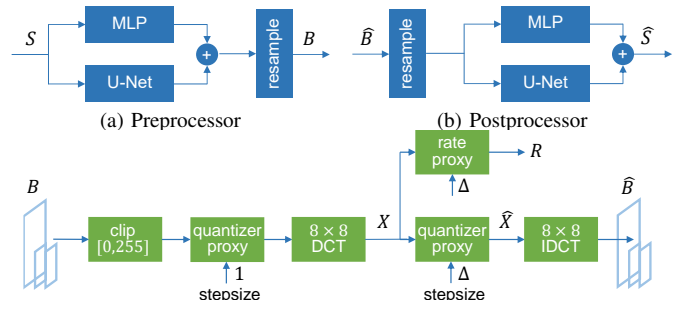 S
MLP
U-Net
+
resample
B
(a) Preprocessor
B̂
resample
MLP
U-Net
+
Ŝ
(b) Postprocessor
B
clip
[0,255]
quantizer
proxy
1
stepsize
8 × 8
DCT
X
rate
proxy
R
Δ
quantizer
proxy
Δ
stepsize
X̂
8 × 8
IDCT
B̂